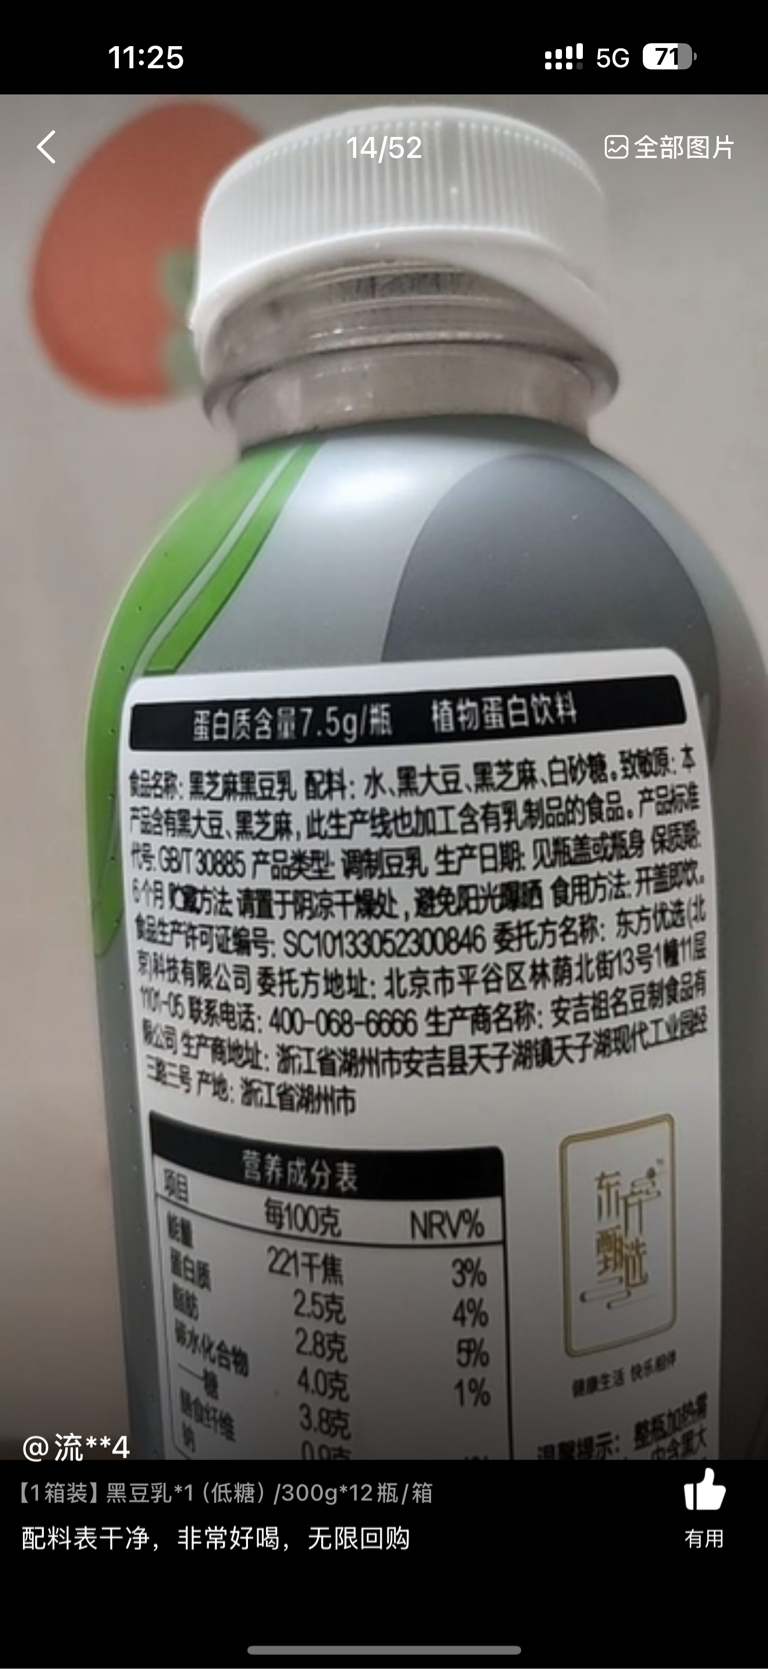 11:25
5G
71
14/52
全部图片
蛋白质含量7.5g/瓶 植物蛋白饮料
食品名称: 黑芝麻黑豆乳 配料: 水、黑大豆、黑芝麻、白砂糖。致敏原: 本
产品含有黑大豆、黑芝麻,此生产线也加工含有乳制品的食品。产品标准
代号: GB/T 30885 产品类型: 调制豆乳 生产日期: 见瓶盖或瓶身 保质期:
6个月 贮藏方法: 请置于阴凉干燥处,避免阳光曝晒 食用方法: 开盖即饮。
食品生产许可证编号: SC10133052300846 委托方名称: 东方优选(北
京)科技有限公司 委托方地址: 北京市平谷区林荫北街13号1幢11层
1101-05 联系电话: 400-068-6666 生产商名称: 安吉祖名豆制食品有
限公司 生产商地址: 浙江省湖州市安吉县天子湖镇天子湖现代工业园经
三路三号 产地: 浙江省湖州市
营养成分表
项目 每100克 NRV%
能量 221千焦 3%
蛋白质 2.5克 4%
脂肪 2.8克 5%
碳水化合物 4.0克 1%
——糖 3.8克
膳食纤维 0.9克
钠
东方甄选
健康生活 快乐相伴
温馨提示: 整瓶加热需
@流**4
【1箱装】黑豆乳*1（低糖）/300g*12瓶/箱
配料表干净，非常好喝，无限回购
有用